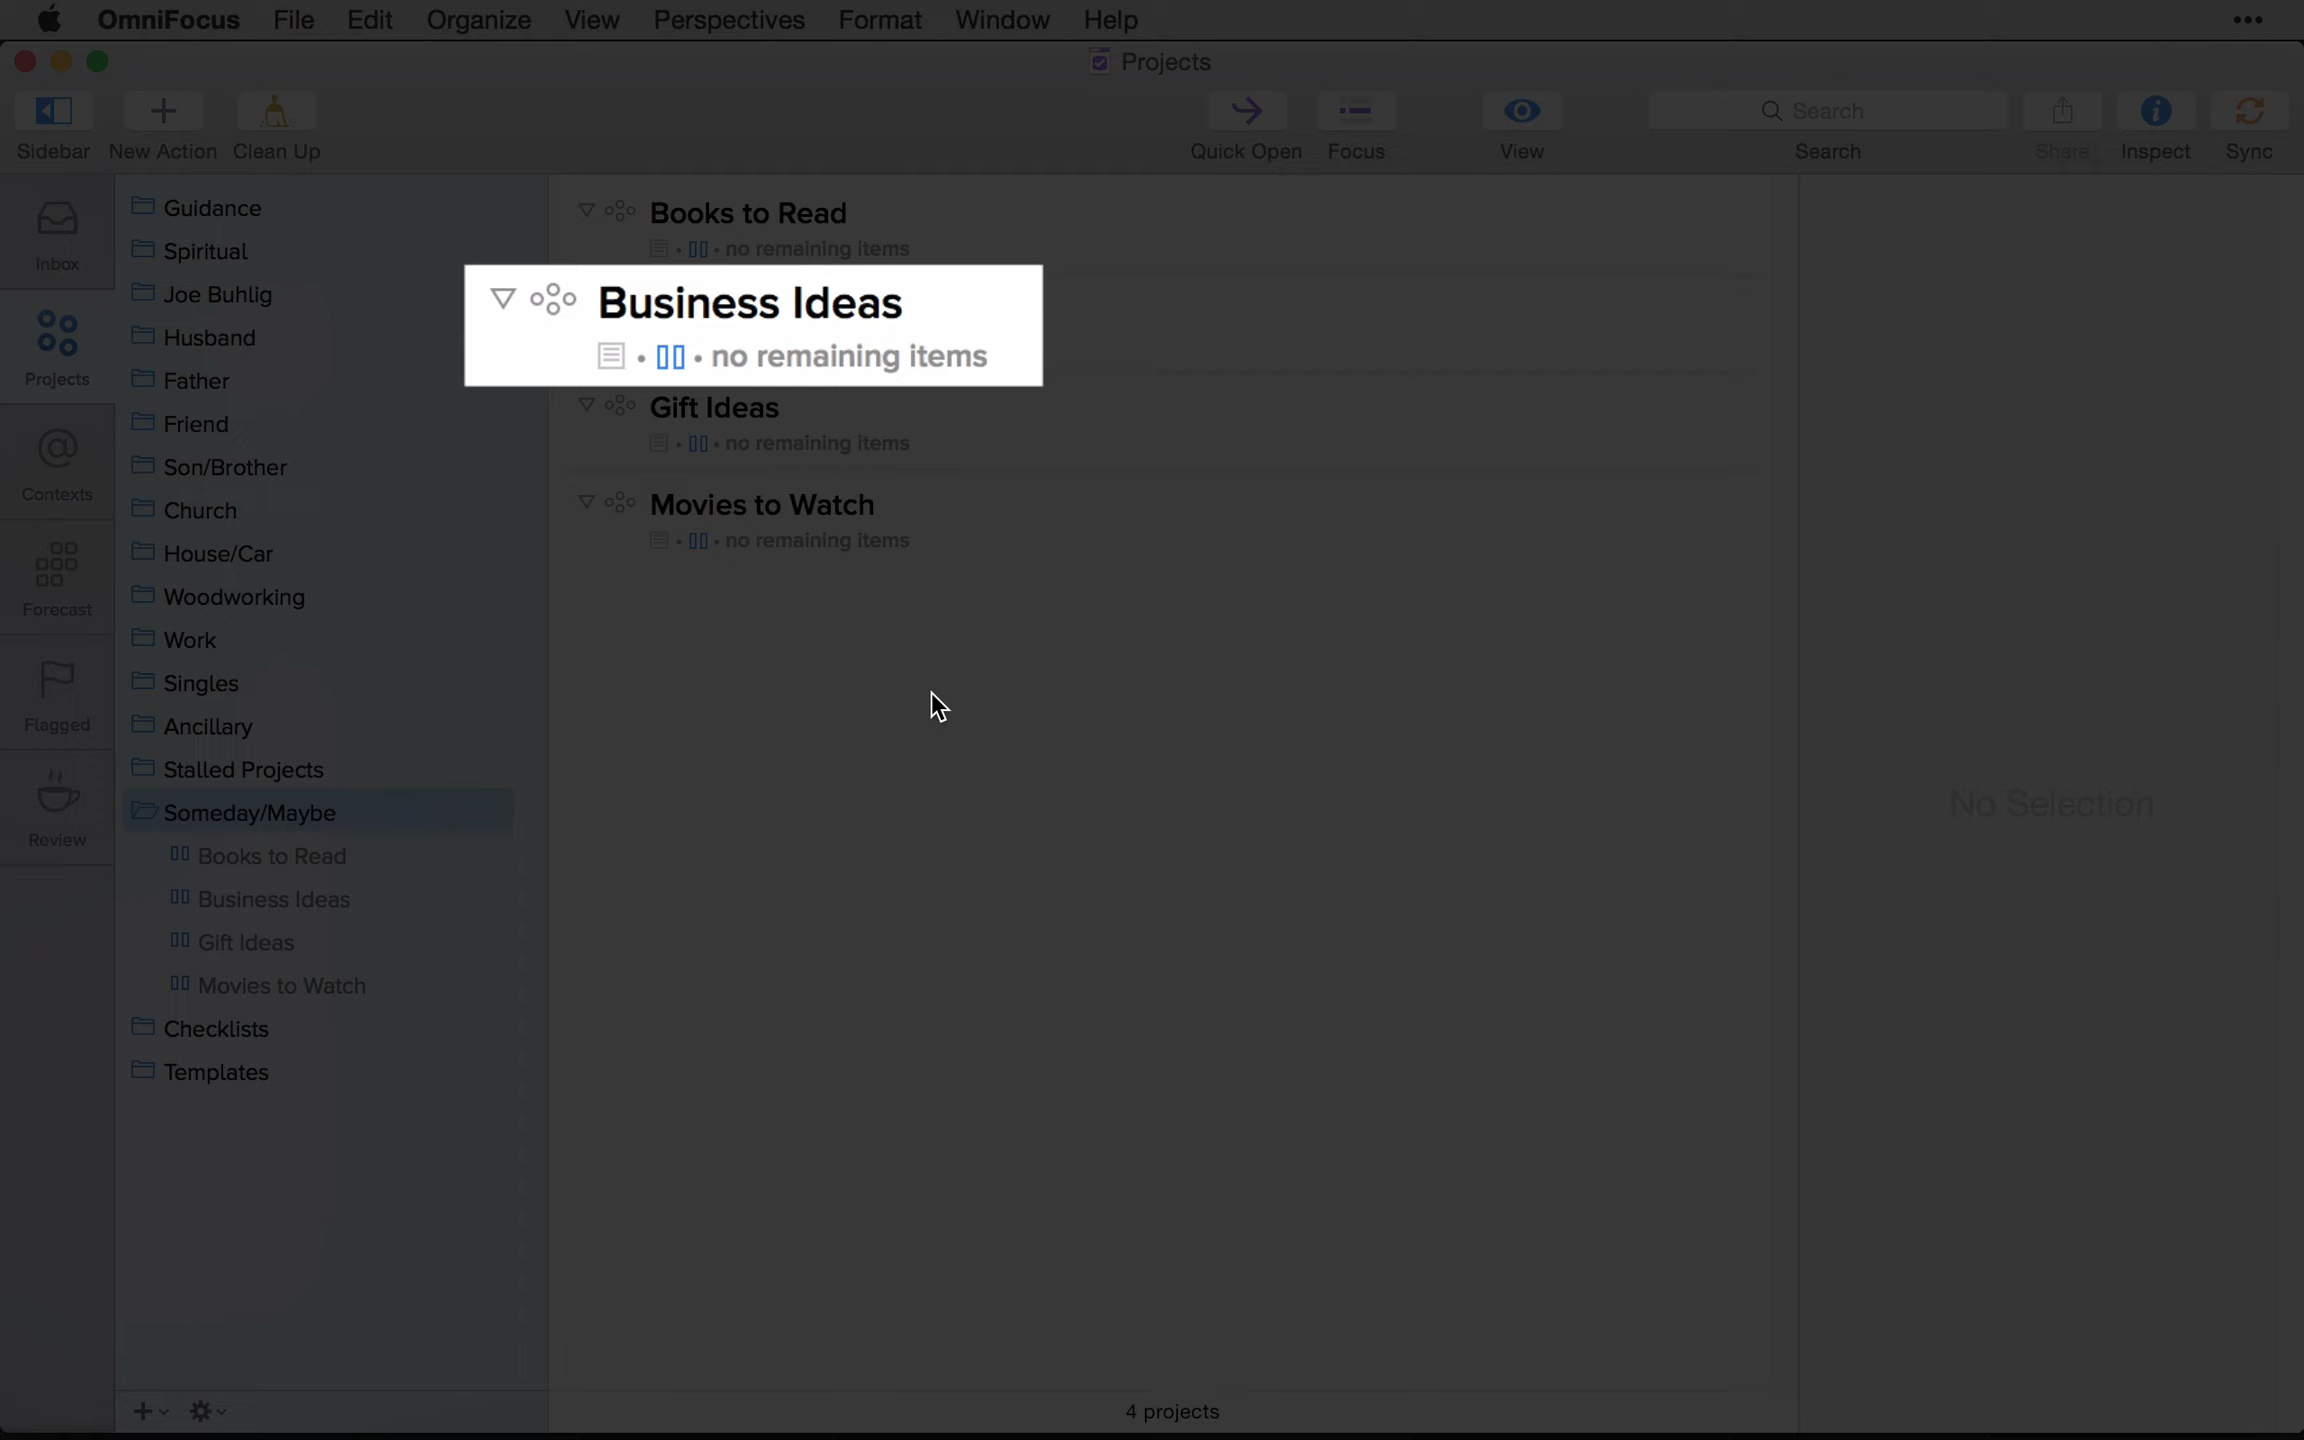 OmniFocus File Edit Organize View Perspectives Format Window Help
Projects
Search
Sidebar New Action Clean Up Quick Open Focus View Search Share Inspect Sync
Inbox
Projects
Contexts
Forecast
Flagged
Review
Guidance
Spiritual
Joe Buhlig
Husband
Father
Friend
Son/Brother
Church
House/Car
Woodworking
Work
Singles
Ancillary
Stalled Projects
Someday/Maybe
Books to Read
Business Ideas
Gift Ideas
Movies to Watch
Checklists
Templates
Books to Read
no remaining items
Business Ideas
no remaining items
Gift Ideas
no remaining items
Movies to Watch
no remaining items
4 projects
No Selection